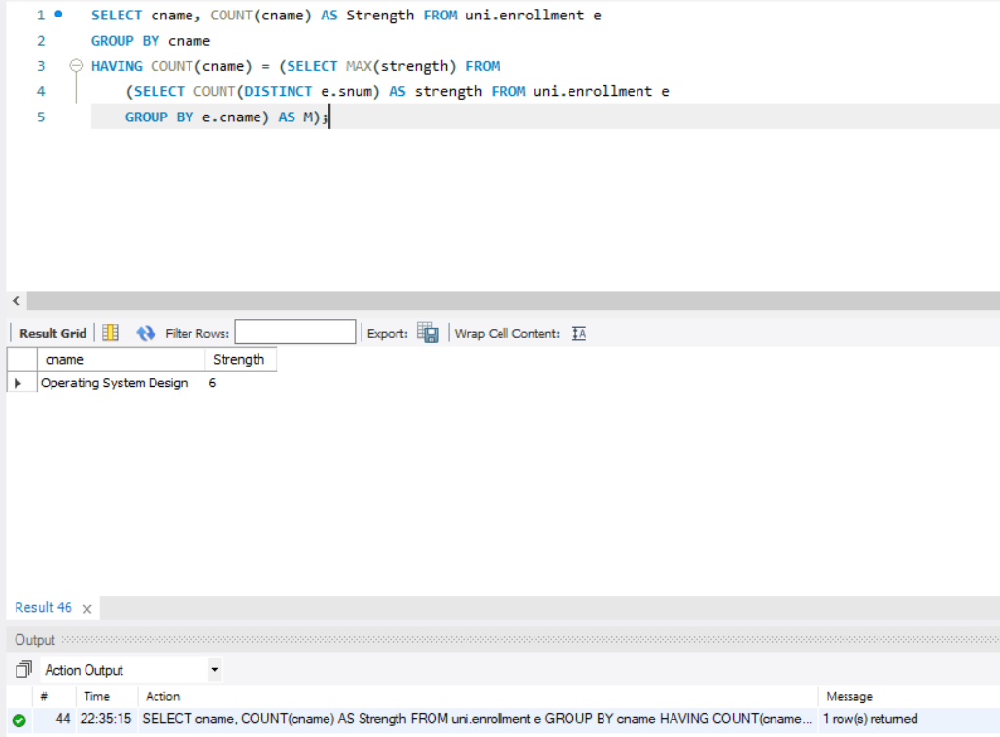 1 SELECT cname, COUNT(cname) AS Strength FROM uni.enrollment e
2 GROUP BY cname
3 HAVING COUNT(cname) = (SELECT MAX(strength) FROM
4 (SELECT COUNT(DISTINCT e.snum) AS strength FROM uni.enrollment e
5 GROUP BY e.cname) AS M);
Result Grid Filter Rows: Export: Wrap Cell Content: IA
cname Strength
Operating System Design 6
Result 46 ×
Output
Action Output
# Time Action Message
44 22:35:15 SELECT cname, COUNT(cname) AS Strength FROM uni.enrollment e GROUP BY cname HAVING COUNT(cname... 1 row(s) returned